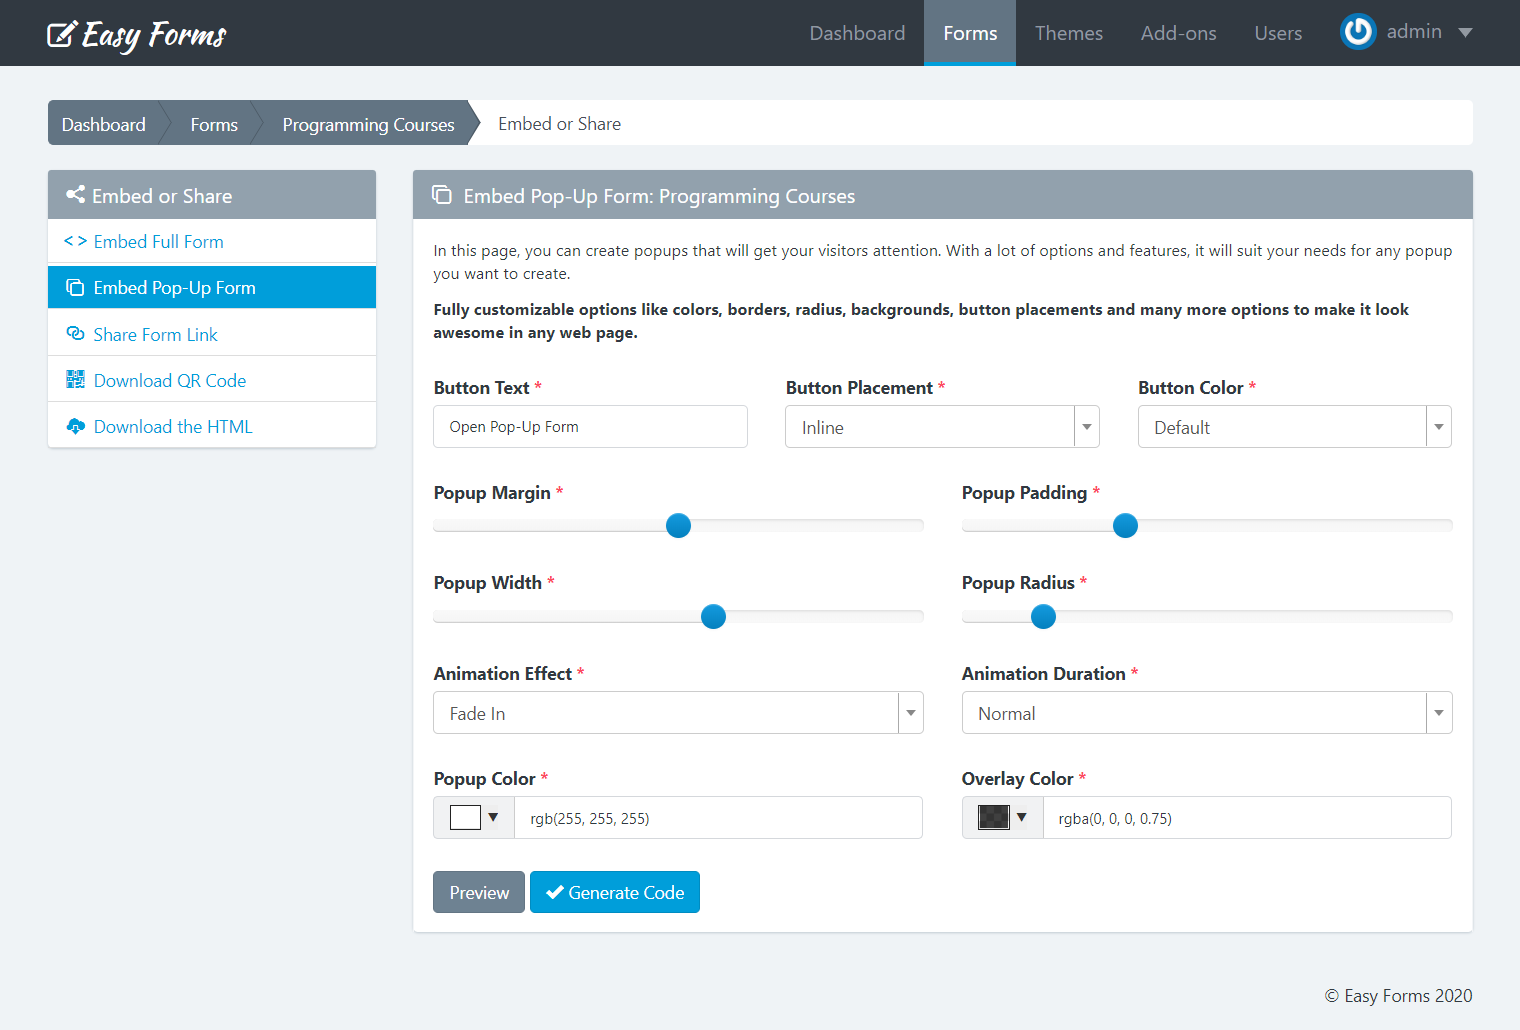 Easy Forms
Dashboard Forms Themes Add-ons Users admin
Dashboard Forms Programming Courses Embed or Share
Embed or Share
Embed Full Form
Embed Pop-Up Form
Share Form Link
Download QR Code
Download the HTML
Embed Pop-Up Form: Programming Courses
In this page, you can create popups that will get your visitors attention. With a lot of options and features, it will suit your needs for any popup
you want to create.
Fully customizable options like colors, borders, radius, backgrounds, button placements and many more options to make it look
awesome in any web page.
Button Text * Button Placement * Button Color *
Open Pop-Up Form Inline Default
Popup Margin * Popup Padding *
Popup Width * Popup Radius *
Animation Effect * Animation Duration *
Fade In Normal
Popup Color * Overlay Color *
rgb(255, 255, 255) rgba(0, 0, 0, 0.75)
Preview Generate Code
© Easy Forms 2020